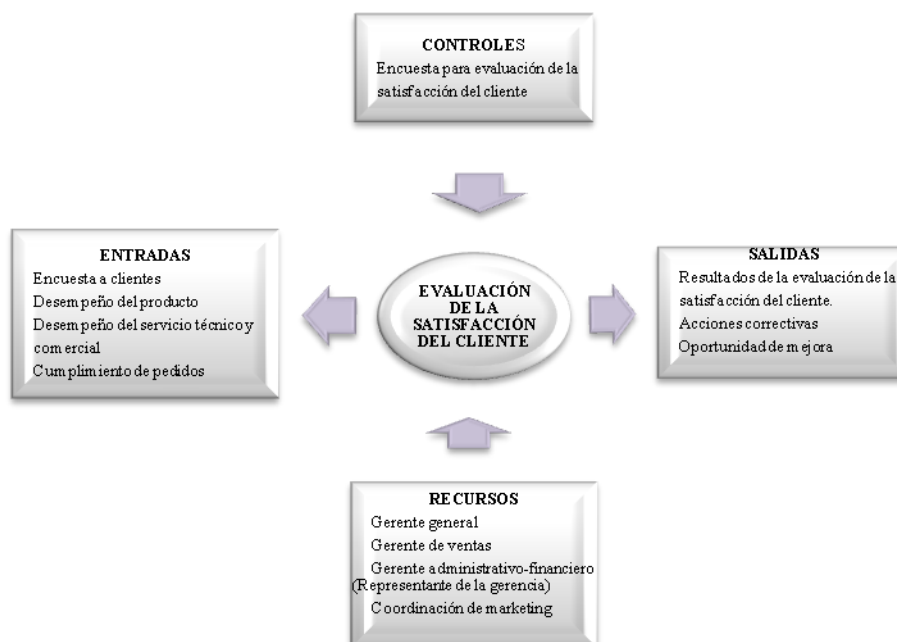 CONTROLES
Encuesta para evaluación de la
satisfacción del cliente
ENTRADAS
Encuesta a clientes
Desempeño del producto
Desempeño del servicio técnico y
comercial
Cumplimiento de pedidos
EVALUACIÓN
DE LA
SATISFACCIÓN
DEL CLIENTE
SALIDAS
Resultados de la evaluación de la
satisfacción del cliente.
Acciones correctivas
Oportunidad de mejora
RECURSOS
Gerente general
Gerente de ventas
Gerente administrativo-financiero
(Representante de la gerencia)
Coordinación de marketing